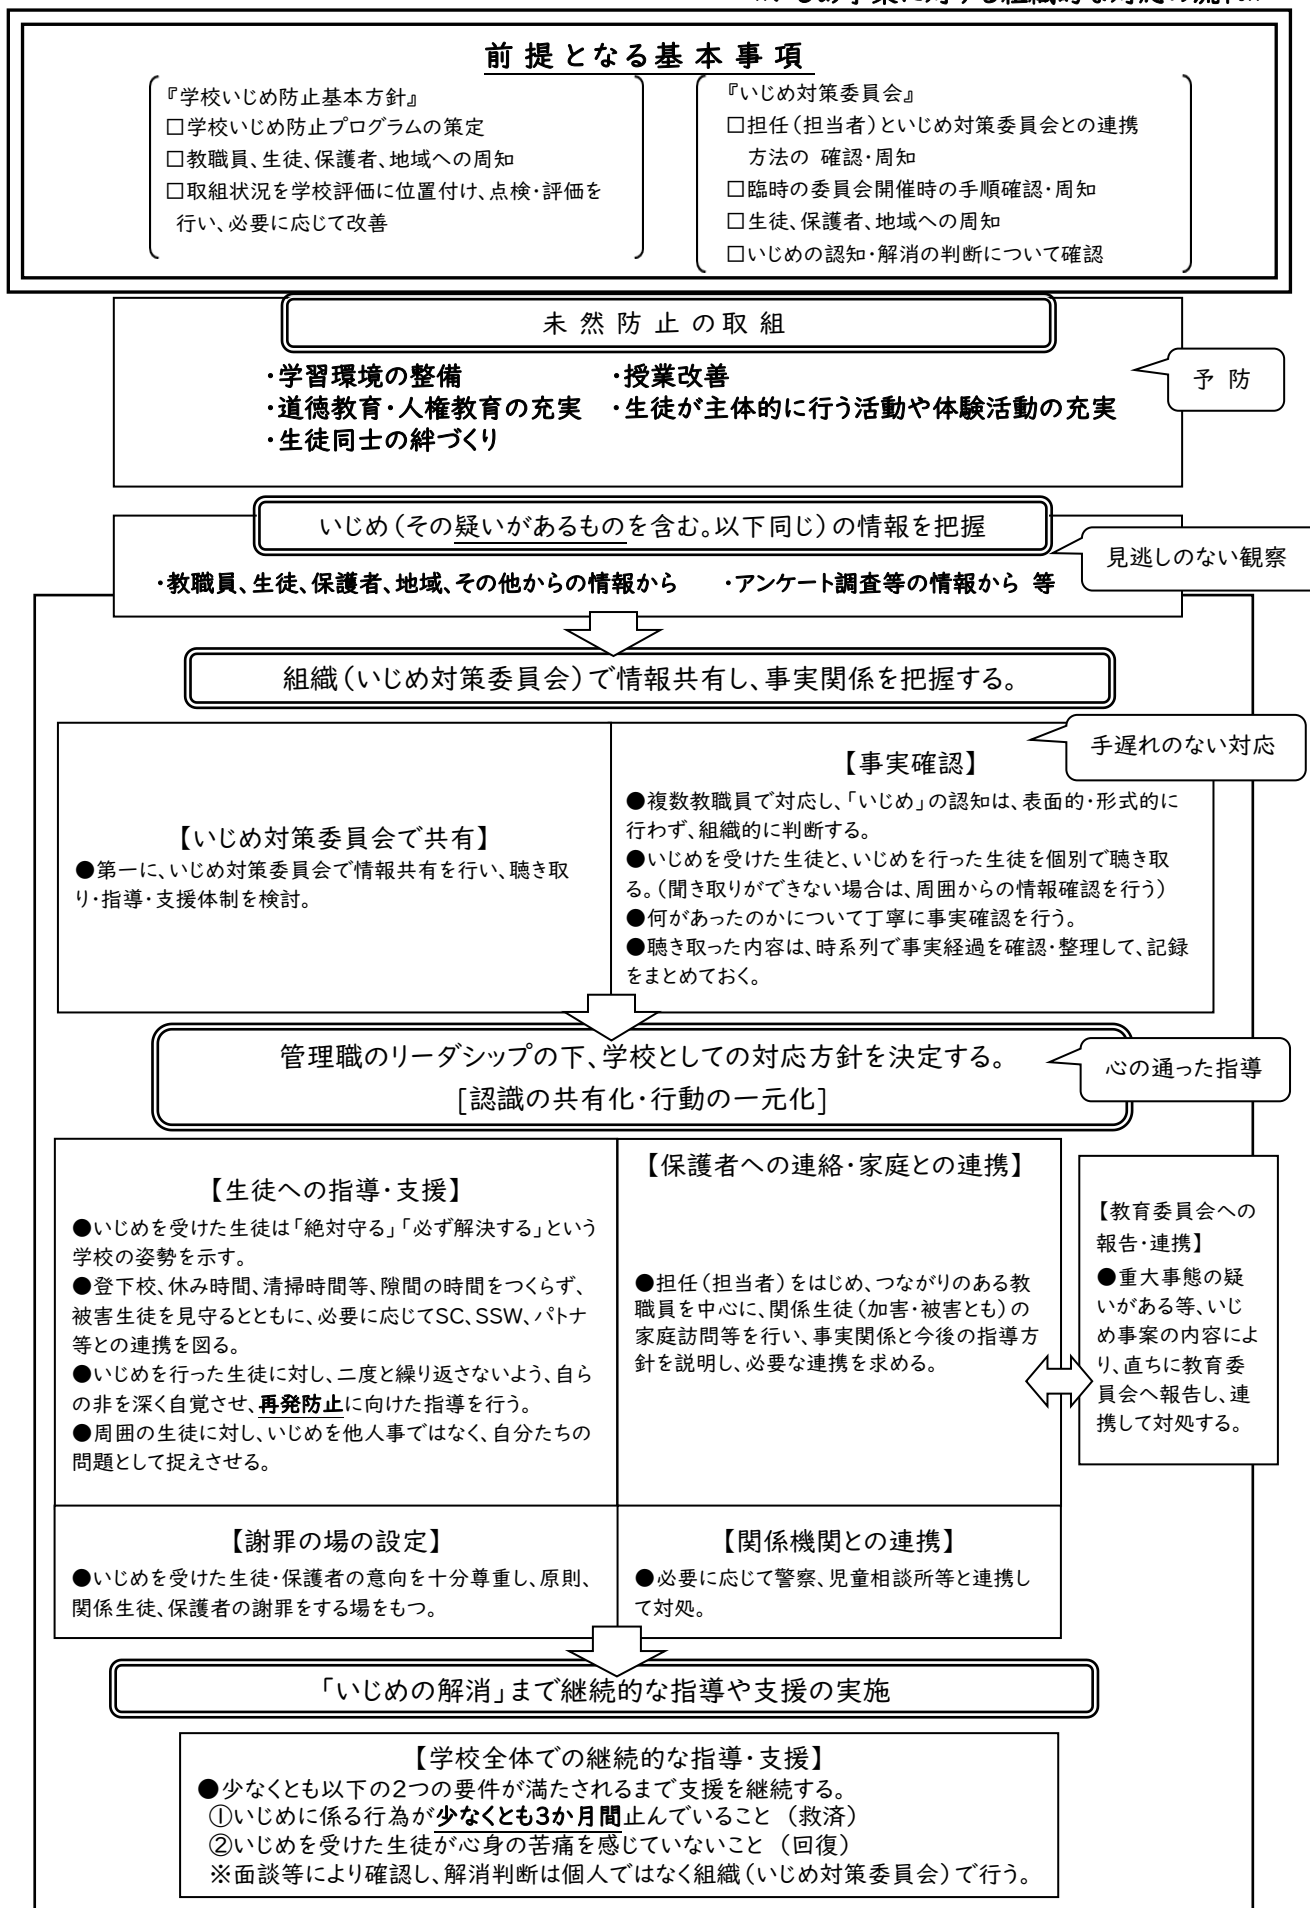 前提となる基本事項
『学校いじめ防止基本方針』
□学校いじめ防止プログラムの策定
□教職員、生徒、保護者、地域への周知
□取組状況を学校評価に位置付け、点検・評価を
行い、必要に応じて改善
『いじめ対策委員会』
□担任(担当者)といじめ対策委員会との連携
方法の 確認・周知
□臨時の委員会開催時の手順確認・周知
□生徒、保護者、地域への周知
□いじめの認知・解消の判断について確認
未然防止の取組
・学習環境の整備 ・授業改善
・道徳教育・人権教育の充実 ・生徒が主体的に行う活動や体験活動の充実
・生徒同士の絆づくり
予 防
いじめ(その疑いがあるものを含む。以下同じ)の情報を把握
見逃しのない観察
・教職員、生徒、保護者、地域、その他からの情報から ・アンケート調査等の情報から 等
組織(いじめ対策委員会)で情報共有し、事実関係を把握する。
手遅れのない対応
【いじめ対策委員会で共有】
●第一に、いじめ対策委員会で情報共有を行い、聴き取
り・指導・支援体制を検討。
【事実確認】
●複数教職員で対応し、「いじめ」の認知は、表面的・形式的に
行わず、組織的に判断する。
●いじめを受けた生徒と、いじめを行った生徒を個別で聴き取
る。(聞き取りができない場合は、周囲からの情報確認を行う)
●何があったのかについて丁寧に事実確認を行う。
●聴き取った内容は、時系列で事実経過を確認・整理して、記録
をまとめておく。
管理職のリーダシップの下、学校としての対応方針を決定する。
[認識の共有化・行動の一元化]
心の通った指導
【生徒への指導・支援】
●いじめを受けた生徒は「絶対守る」「必ず解決する」という
学校の姿勢を示す。
●登下校、休み時間、清掃時間等、隙間の時間をつくらず、
被害生徒を見守るとともに、必要に応じてSC、SSW、パトナ
等との連携を図る。
●いじめを行った生徒に対し、二度と繰り返さないよう、自ら
の非を深く自覚させ、再発防止に向けた指導を行う。
●周囲の生徒に対し、いじめを他人事ではなく、自分たちの
問題として捉えさせる。
【保護者への連絡・家庭との連携】
●担任(担当者)をはじめ、つながりのある教
職員を中心に、関係生徒(加害・被害とも)の
家庭訪問等を行い、事実関係と今後の指導方
針を説明し、必要な連携を求める。
【教育委員会への
報告・連携】
●重大事態の疑
いがある等、いじ
め事案の内容によ
り、直ちに教育委
員会へ報告し、連
携して対処する。
【謝罪の場の設定】
●いじめを受けた生徒・保護者の意向を十分尊重し、原則、
関係生徒、保護者の謝罪をする場をもつ。
【関係機関との連携】
●必要に応じて警察、児童相談所等と連携し
て対処。
「いじめの解消」まで継続的な指導や支援の実施
【学校全体での継続的な指導・支援】
●少なくとも以下の2つの要件が満たされるまで支援を継続する。
①いじめに係る行為が少なくとも3か月間止んでいること (救済)
②いじめを受けた生徒が心身の苦痛を感じていないこと (回復)
※面談等により確認し、解消判断は個人ではなく組織(いじめ対策委員会)で行う。